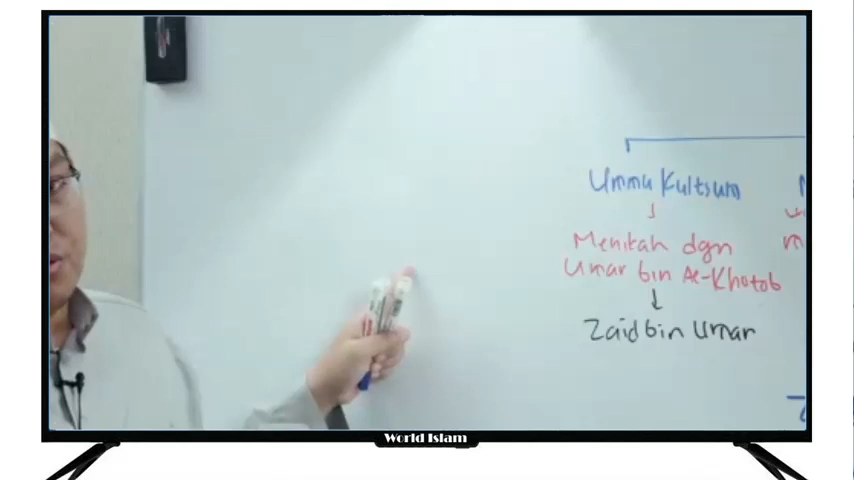 Ummu Kultsum
Menikah dgn
Umar bin Al-Khotob
Zaid bin Umar
World Islam